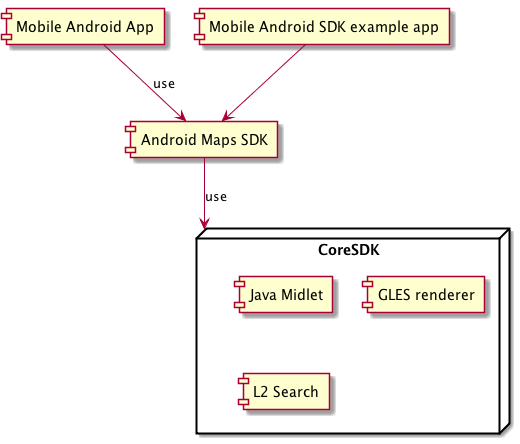 Mobile Android App
Mobile Android SDK example app
use
Android Maps SDK
use
CoreSDK
Java Midlet
GLES renderer
L2 Search